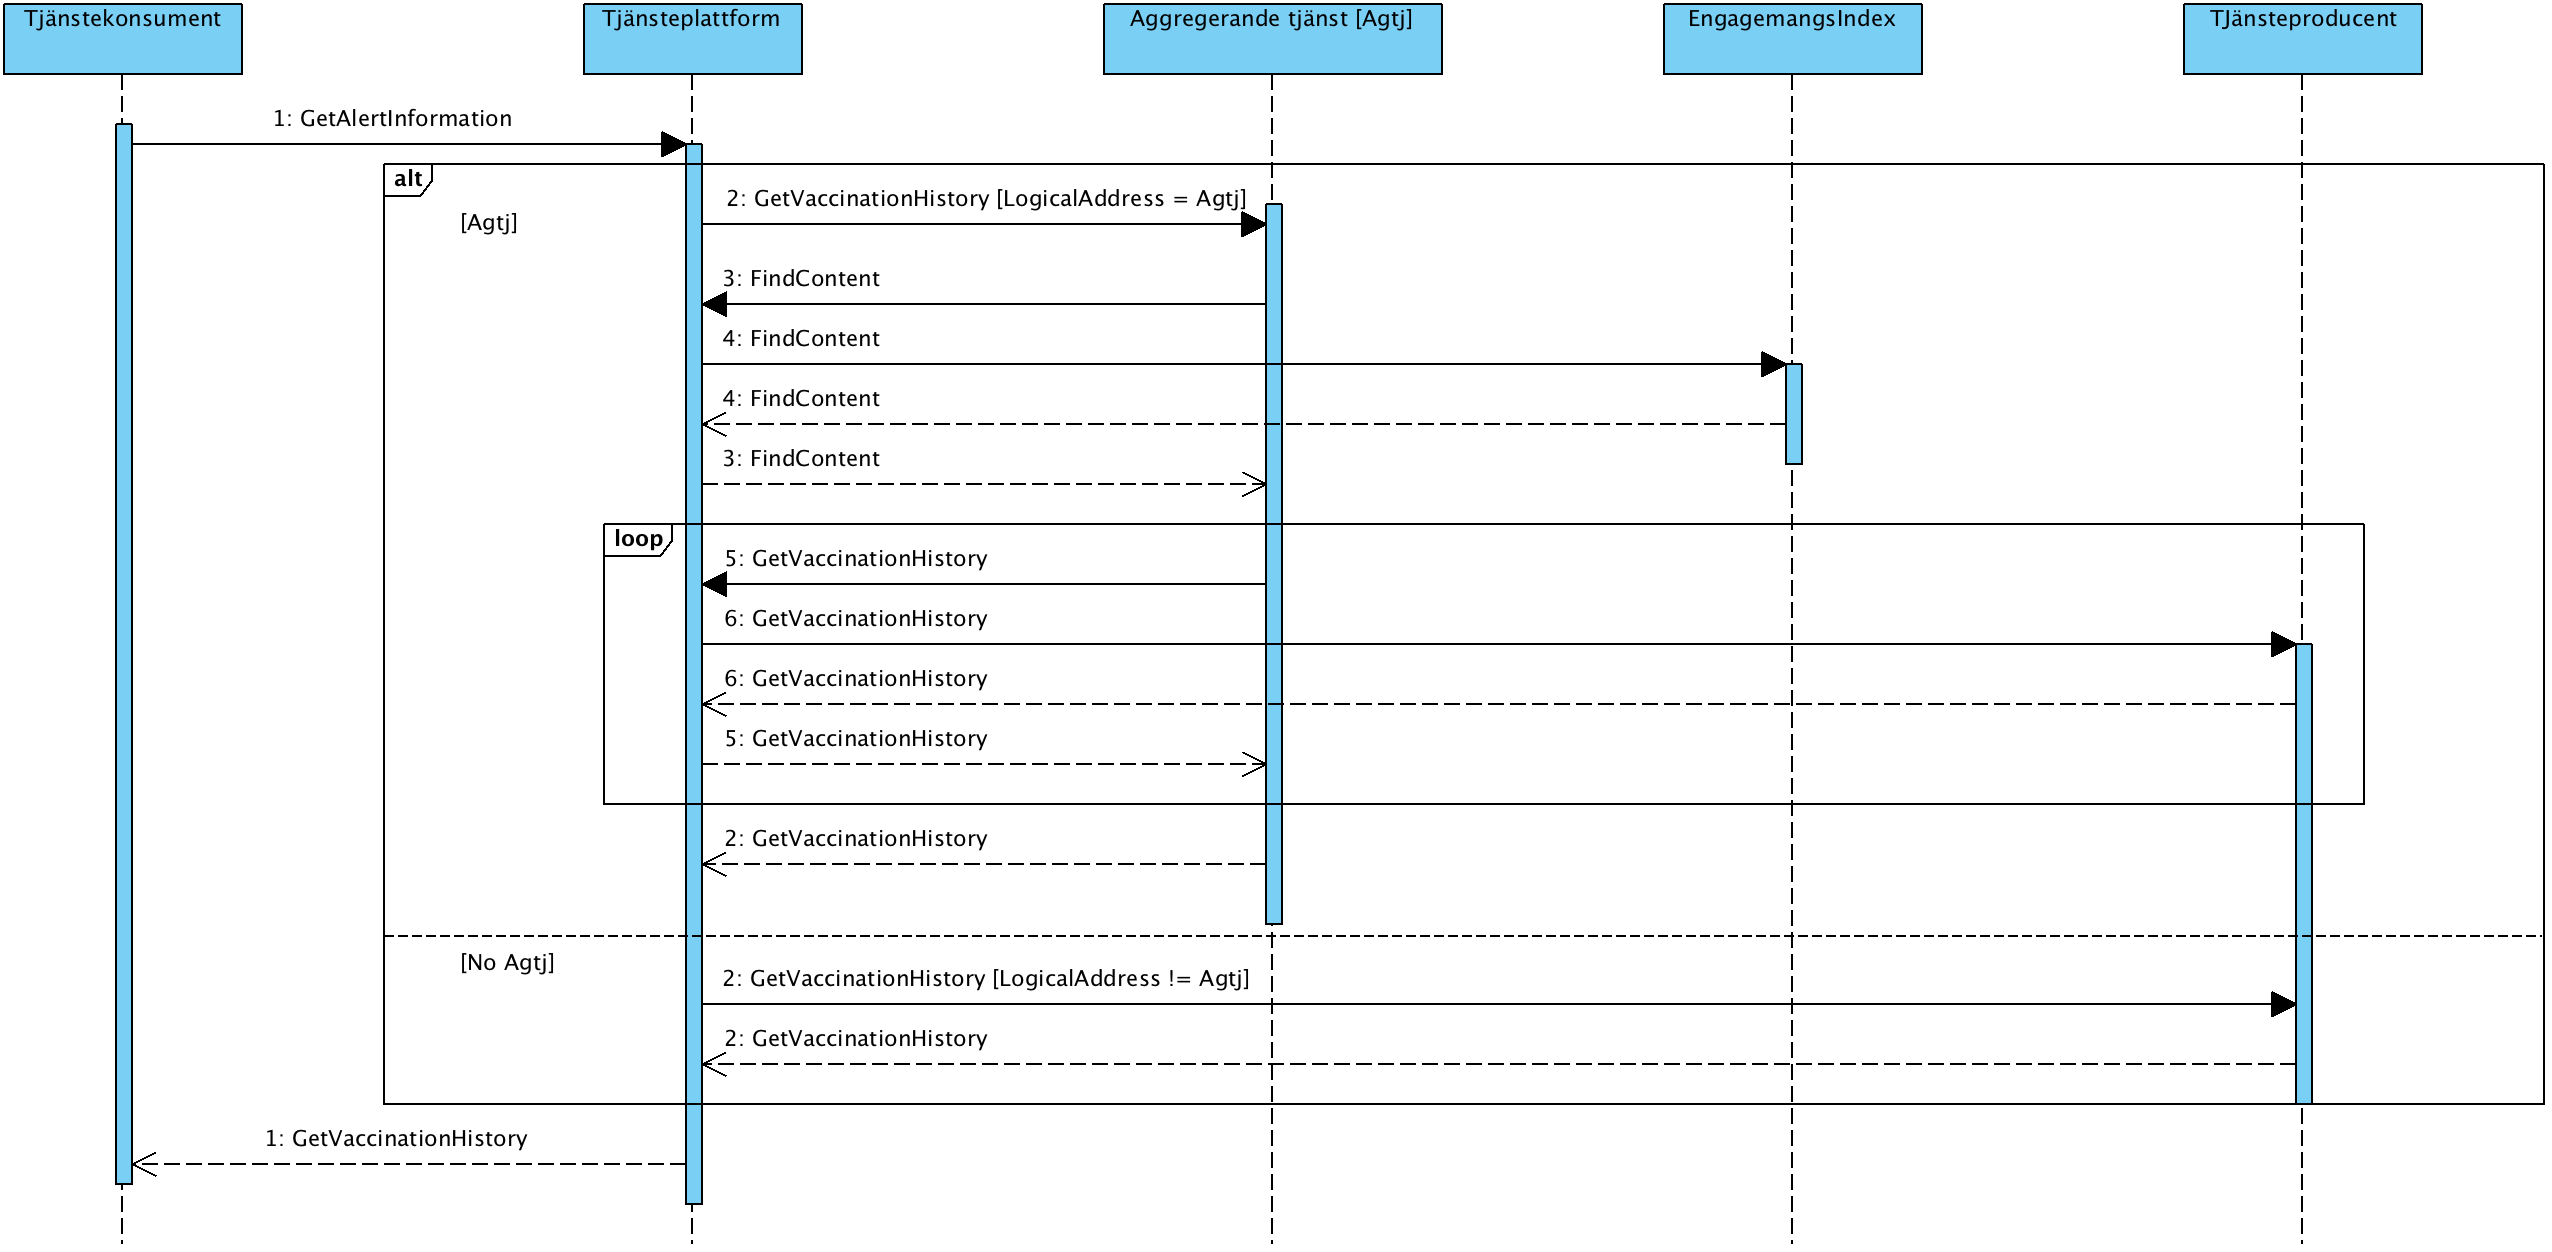 Tjänstekonsument
Tjänsteplattform
Aggregerande tjänst [Agtj]
EngagemangsIndex
TJänsteproducent
1: GetAlertInformation
alt
2: GetVaccinationHistory [LogicalAddress = Agtj]
[Agtj]
3: FindContent
4: FindContent
4: FindContent
3: FindContent
loop
5: GetVaccinationHistory
6: GetVaccinationHistory
6: GetVaccinationHistory
5: GetVaccinationHistory
2: GetVaccinationHistory
[No Agtj]
2: GetVaccinationHistory [LogicalAddress != Agtj]
2: GetVaccinationHistory
1: GetVaccinationHistory